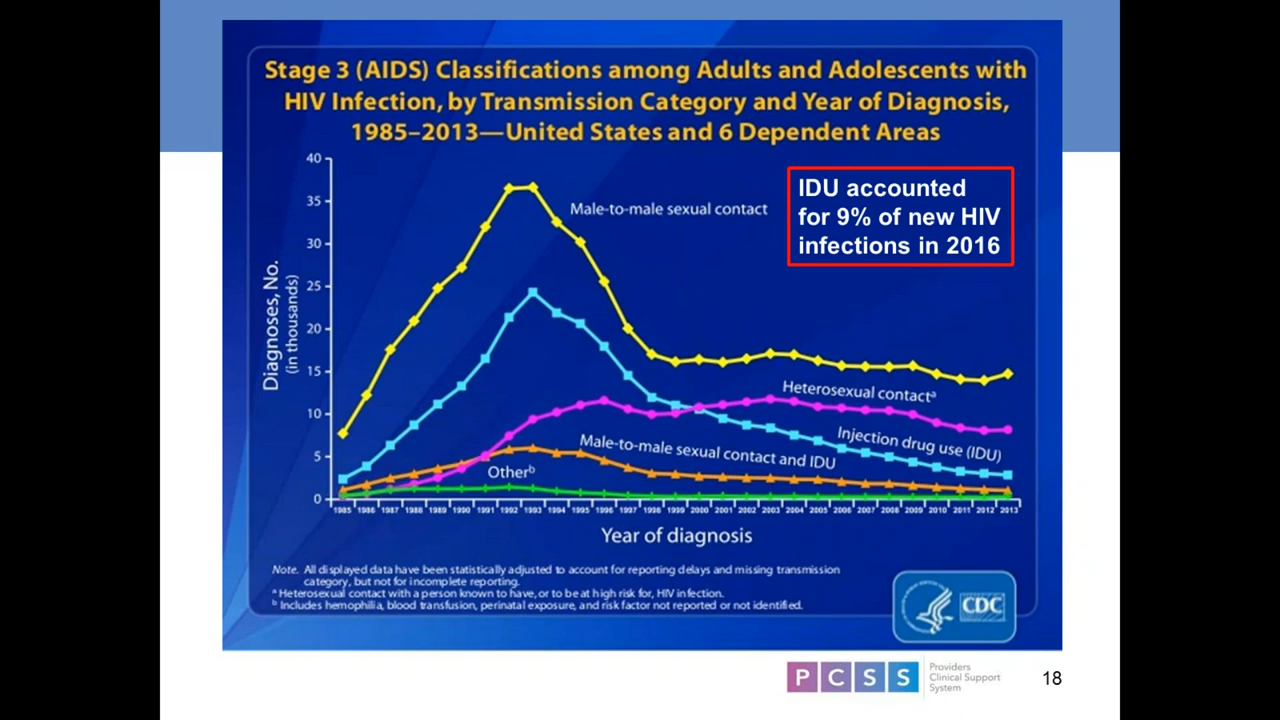 Stage 3 (AIDS) Classifications among Adults and Adolescents with
HIV Infection, by Transmission Category and Year of Diagnosis,
1985–2013—United States and 6 Dependent Areas
40
35
30
25
20
15
10
5
0
Diagnoses, No.
(in thousands)
IDU accounted
for 9% of new HIV
infections in 2016
Male-to-male sexual contact
Heterosexual contactᵃ
Injection drug use (IDU)
Male-to-male sexual contact and IDU
Otherᵇ
1985 1986 1987 1988 1989 1990 1991 1992 1993 1994 1995 1996 1997 1998 1999 2000 2001 2002 2003 2004 2005 2006 2007 2008 2009 2010 2011 2012 2013
Year of diagnosis
Note. All displayed data have been statistically adjusted to account for reporting delays and missing transmission
category, but not for incomplete reporting.
ᵃ Heterosexual contact with a person known to have, or to be at high risk for, HIV infection.
ᵇ Includes hemophilia, blood transfusion, perinatal exposure, and risk factor not reported or not identified.
CDC
PCSS
Providers
Clinical Support
System
18